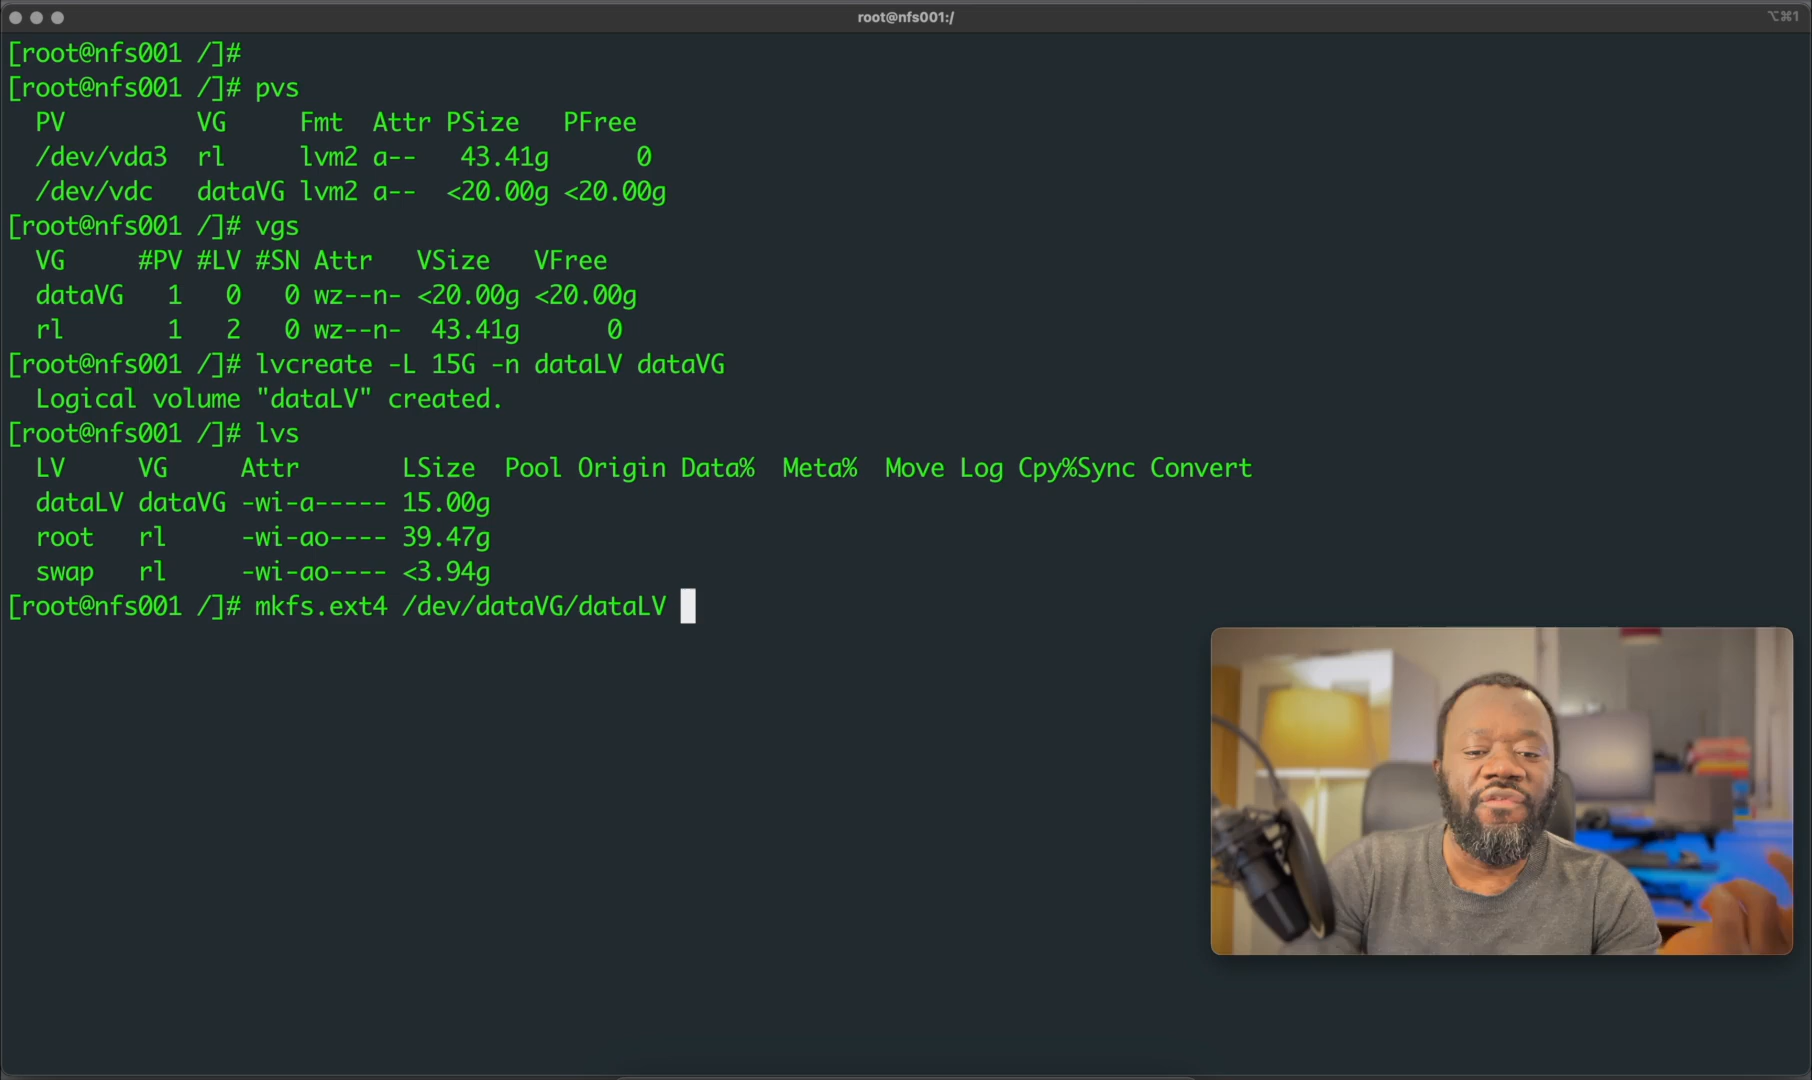 root@nfs001:/
⌥⌘1
[root@nfs001 /]#
[root@nfs001 /]# pvs
  PV         VG     Fmt  Attr PSize   PFree
  /dev/vda3  rl     lvm2 a--   43.41g      0
  /dev/vdc   dataVG lvm2 a--  <20.00g <20.00g
[root@nfs001 /]# vgs
  VG     #PV #LV #SN Attr   VSize   VFree
  dataVG   1   0   0 wz--n- <20.00g <20.00g
  rl       1   2   0 wz--n-  43.41g      0
[root@nfs001 /]# lvcreate -L 15G -n dataLV dataVG
  Logical volume "dataLV" created.
[root@nfs001 /]# lvs
  LV     VG     Attr       LSize  Pool Origin Data%  Meta%  Move Log Cpy%Sync Convert
  dataLV dataVG -wi-a----- 15.00g
  root   rl     -wi-ao---- 39.47g
  swap   rl     -wi-ao---- <3.94g
[root@nfs001 /]# mkfs.ext4 /dev/dataVG/dataLV